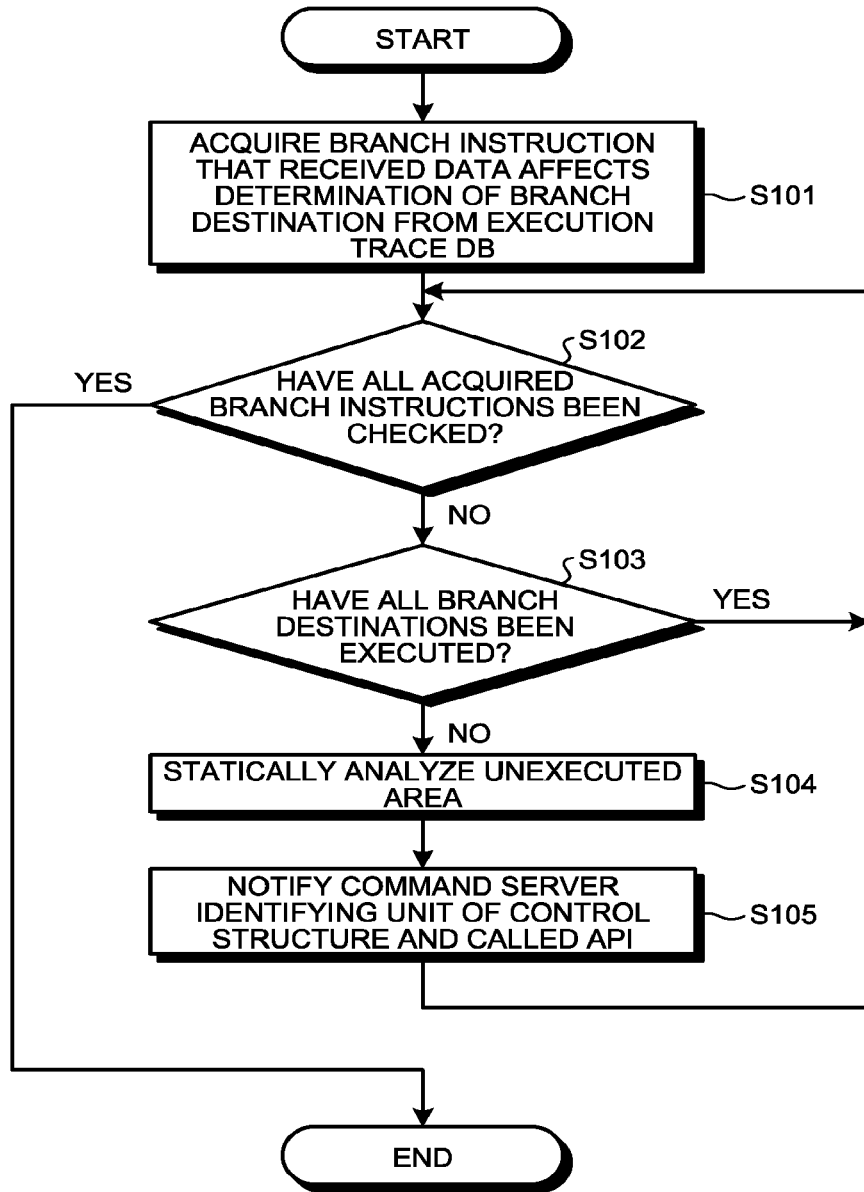 START
ACQUIRE BRANCH INSTRUCTION
THAT RECEIVED DATA AFFECTS
DETERMINATION OF BRANCH
DESTINATION FROM EXECUTION
TRACE DB
S101
S102
YES
HAVE ALL ACQUIRED
BRANCH INSTRUCTIONS BEEN
CHECKED?
NO
S103
YES
HAVE ALL BRANCH
DESTINATIONS BEEN
EXECUTED?
NO
STATICALLY ANALYZE UNEXECUTED
AREA
S104
NOTIFY COMMAND SERVER
IDENTIFYING UNIT OF CONTROL
STRUCTURE AND CALLED API
S105
END